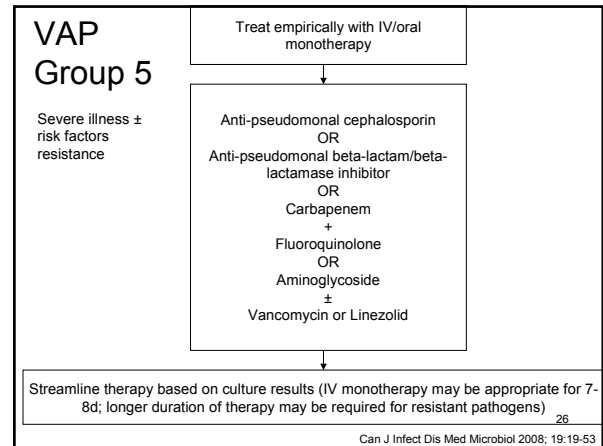 VAP
Group 5
Severe illness ±
risk factors
resistance
Treat empirically with IV/oral
monotherapy
Anti-pseudomonal cephalosporin
OR
Anti-pseudomonal beta-lactam/beta-
lactamase inhibitor
OR
Carbapenem
+
Fluoroquinolone
OR
Aminoglycoside
±
Vancomycin or Linezolid
Streamline therapy based on culture results (IV monotherapy may be appropriate for 7-
8d; longer duration of therapy may be required for resistant pathogens)
26
Can J Infect Dis Med Microbiol 2008; 19:19-53